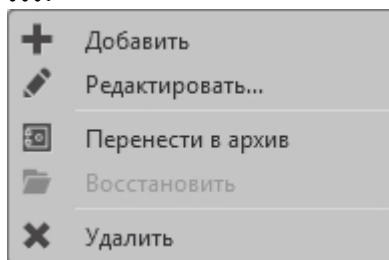 Добавить
Редактировать...
Перенести в архив
Восстановить
Удалить